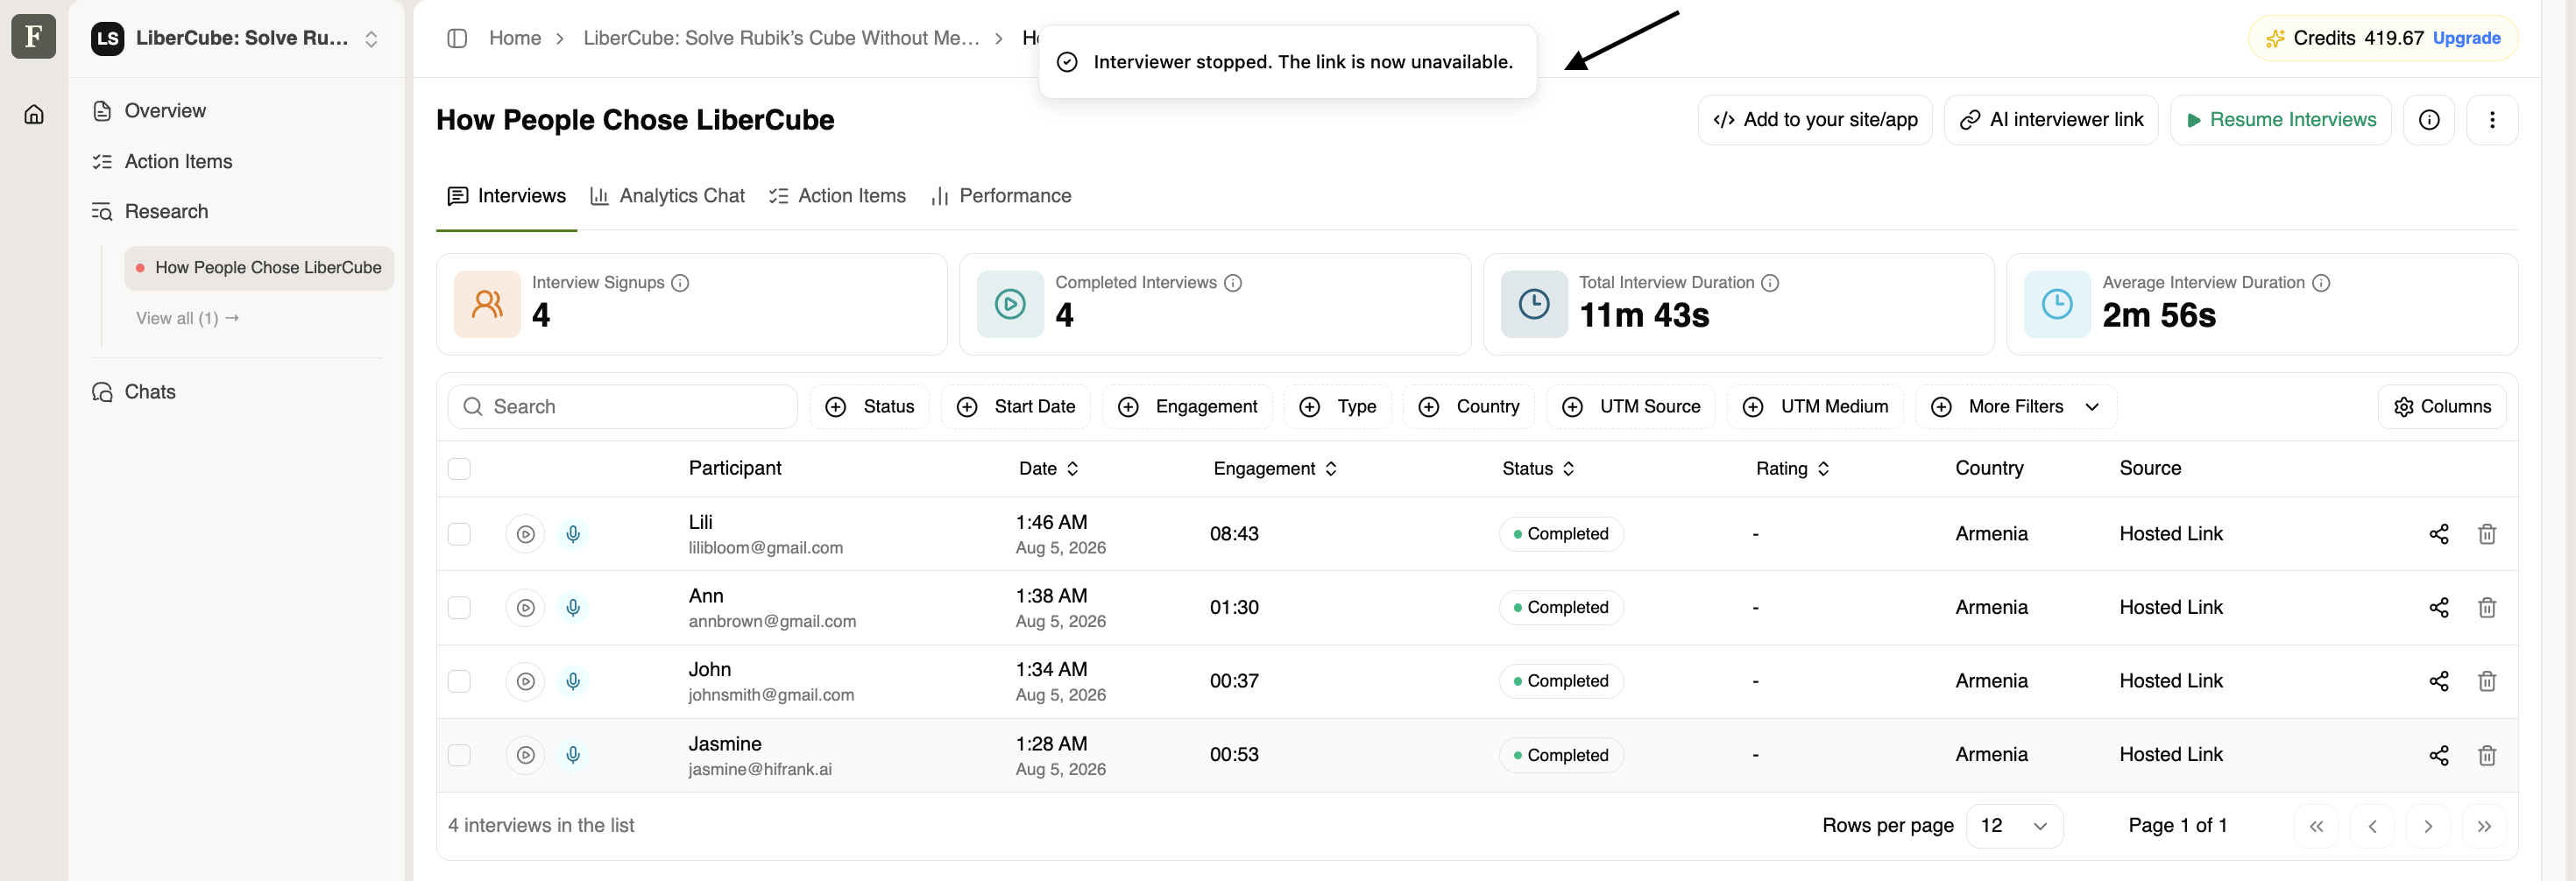 F
LS LiberCube: Solve Ru...
Overview
Action Items
Research
How People Chose LiberCube
View all (1) →
Chats
Home > LiberCube: Solve Rubik's Cube Without Me... > H
Interviewer stopped. The link is now unavailable.
Credits 419.67 Upgrade
How People Chose LiberCube
</> Add to your site/app
AI interviewer link
Resume Interviews
Interviews
Analytics Chat
Action Items
Performance
Interview Signups
4
Completed Interviews
4
Total Interview Duration
11m 43s
Average Interview Duration
2m 56s
Search
Status
Start Date
Engagement
Type
Country
UTM Source
UTM Medium
More Filters
Columns
Participant Date Engagement Status Rating Country Source
Lili 1:46 AM 08:43 Completed - Armenia Hosted Link
lilibloom@gmail.com Aug 5, 2026
Ann 1:38 AM 01:30 Completed - Armenia Hosted Link
annbrown@gmail.com Aug 5, 2026
John 1:34 AM 00:37 Completed - Armenia Hosted Link
johnsmith@gmail.com Aug 5, 2026
Jasmine 1:28 AM 00:53 Completed - Armenia Hosted Link
jasmine@hifrank.ai Aug 5, 2026
4 interviews in the list
Rows per page 12
Page 1 of 1